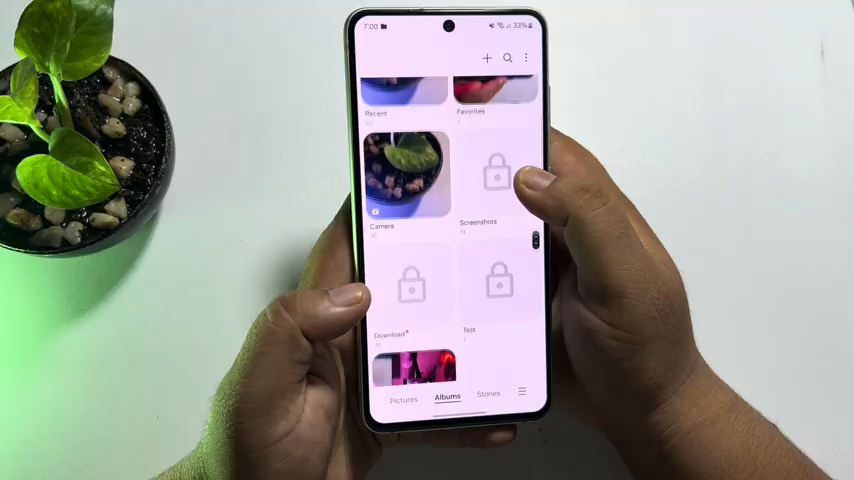 7:00 33%
Recent
Favorites
Camera
Screenshots
Download
Test
Pictures Albums Stories